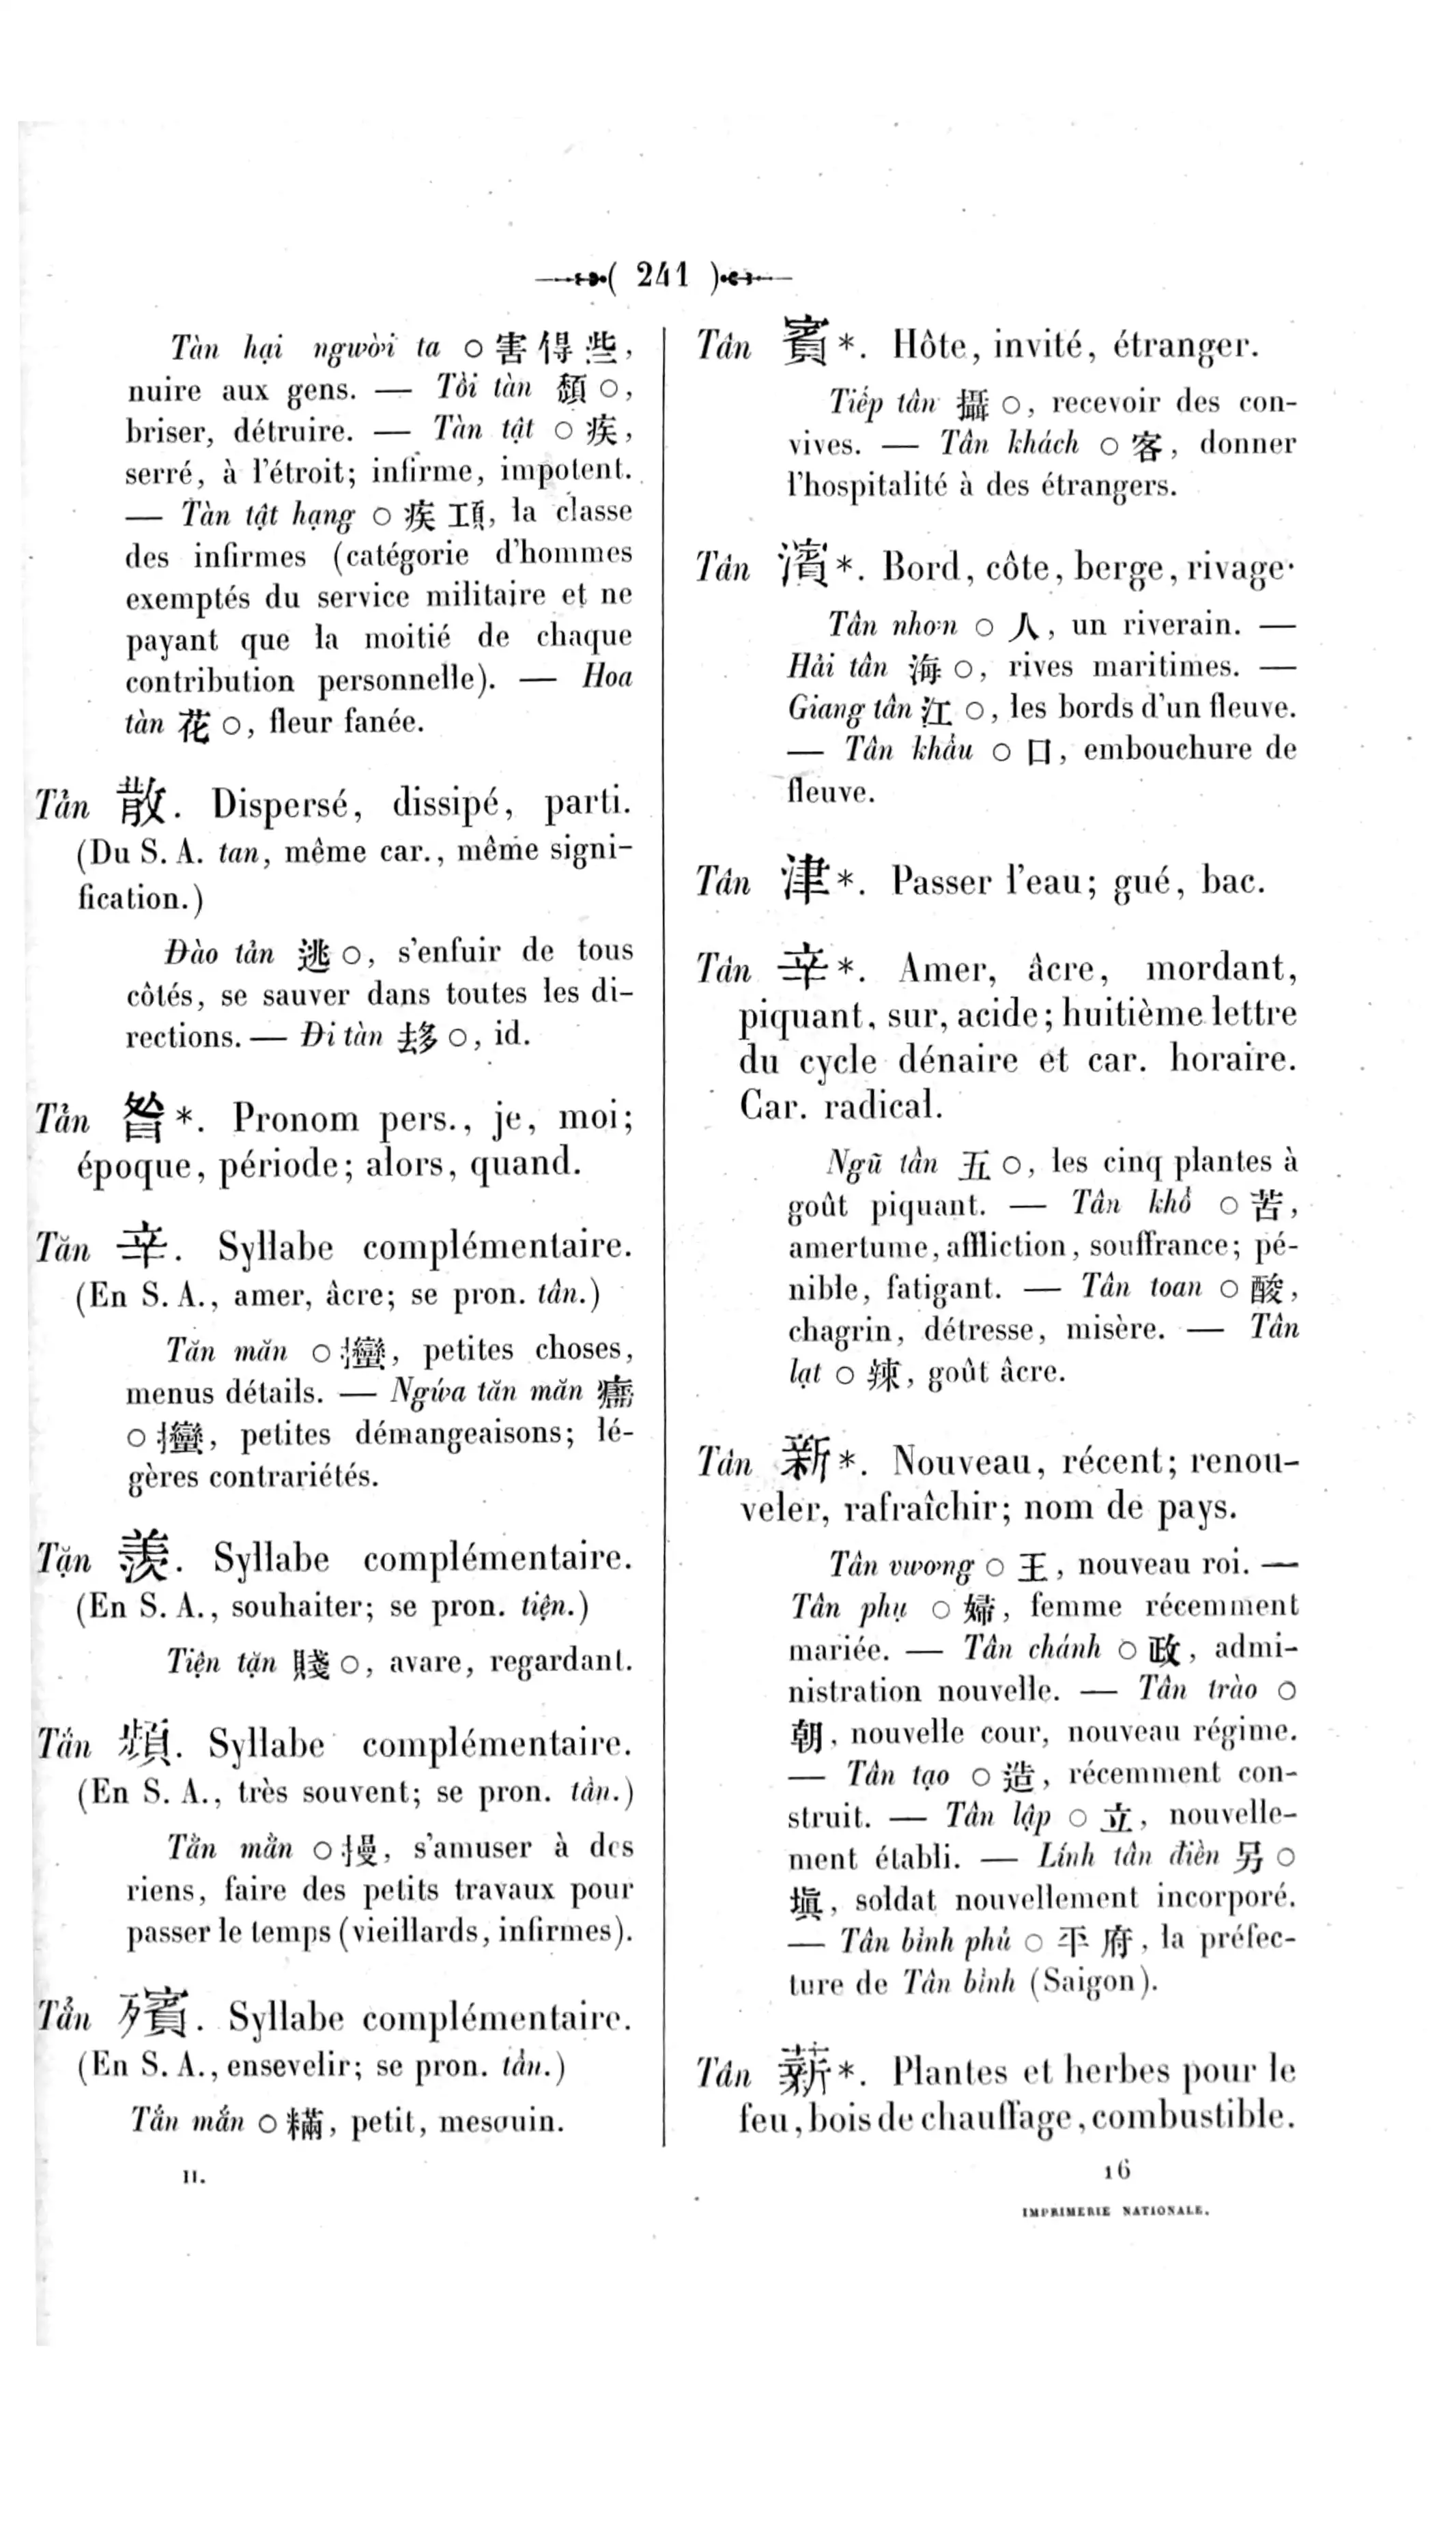 ( 241 )
Tàn hại người ta ○ 害 得 些,
nuire aux gens. — Tồi tàn 頹 ○,
briser, détruire. — Tàn tật ○ 疾,
serré, à l'étroit; infirme, impotent.
— Tàn tật hạng ○ 疾 項, la classe
des infirmes (catégorie d'hommes
exemptés du service militaire et ne
payant que la moitié de chaque
contribution personnelle). — Hoa
tàn 花 ○, fleur fanée.
Tản 散. Dispersé, dissipé, parti.
(Du S. A. tan, même car., même signi-
fication.)
Đào tản 逃 ○, s'enfuir de tous
côtés, se sauver dans toutes les di-
rections. — Đi tàn 𠫾 ○, id.
Tản 昝*. Pronom pers., je, moi;
époque, période; alors, quand.
Tăn 辛. Syllabe complémentaire.
(En S. A., amer, âcre; se pron. tân.)
Tăn măn ○, petites choses,
menus détails. — Ngứa tăn măn
○, petites démangeaisons; lé-
gères contrariétés.
Tặn 羨. Syllabe complémentaire.
(En S. A., souhaiter; se pron. tiện.)
Tiện tặn 賤 ○, avare, regardant.
Tằn 頻. Syllabe complémentaire.
(En S. A., très souvent; se pron. tần.)
Tằn mằn ○ 摱, s'amuser à des
riens, faire des petits travaux pour
passer le temps (vieillards, infirmes).
Tẳn 殯. Syllabe complémentaire.
(En S. A., ensevelir; se pron. tẩn.)
Tẳn mẳn ○, petit, mesquin.
II.
Tân 賓*. Hôte, invité, étranger.
Tiếp tân 攝 ○, recevoir des con-
vives. — Tân khách ○ 客, donner
l'hospitalité à des étrangers.
Tân 濱*. Bord, côte, berge, rivage.
Tân nhơn ○ 人, un riverain. —
Hải tân 海 ○, rives maritimes. —
Giang tân 江 ○, les bords d'un fleuve.
— Tân khẩu ○ 口, embouchure de
fleuve.
Tân 津*. Passer l'eau; gué, bac.
Tân 辛*. Amer, âcre, mordant,
piquant, sur, acide; huitième lettre
du cycle dénaire et car. horaire.
Car. radical.
Ngũ tân 五 ○, les cinq plantes à
goût piquant. — Tân khổ ○ 苦,
amertume, affliction, souffrance; pé-
nible, fatigant. — Tân toan ○ 酸,
chagrin, détresse, misère. — Tân
lạt ○ 辣, goût âcre.
Tân 新*. Nouveau, récent; renou-
veler, rafraîchir; nom de pays.
Tân vương ○ 王, nouveau roi. —
Tân phụ ○ 婦, femme récemment
mariée. — Tân chánh ○ 政, admi-
nistration nouvelle. — Tân trào ○
朝, nouvelle cour, nouveau régime.
— Tân tạo ○ 造, récemment con-
struit. — Tân lập ○ 立, nouvelle-
ment établi. — Lính tân điền 另 ○
塡, soldat nouvellement incorporé.
— Tân bình phủ ○ 平 府, la préfec-
ture de Tân bình (Saigon).
Tân 薪*. Plantes et herbes pour le
feu, bois de chauffage, combustible.
16
IMPRIMERIE NATIONALE.